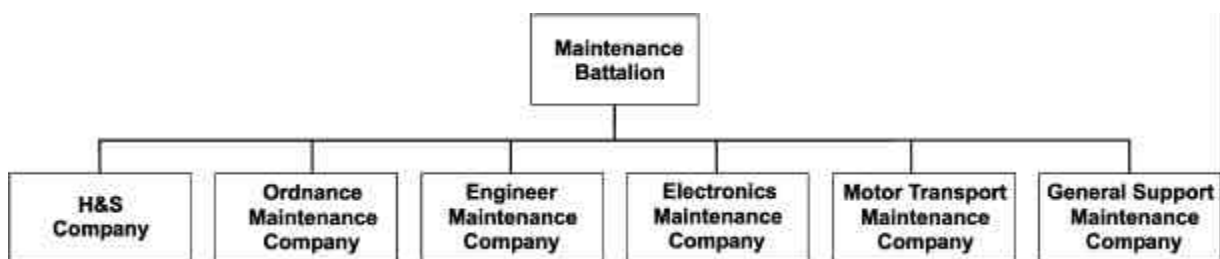 Maintenance
Battalion
H&S
Company
Ordnance
Maintenance
Company
Engineer
Maintenance
Company
Electronics
Maintenance
Company
Motor Transport
Maintenance
Company
General Support
Maintenance
Company